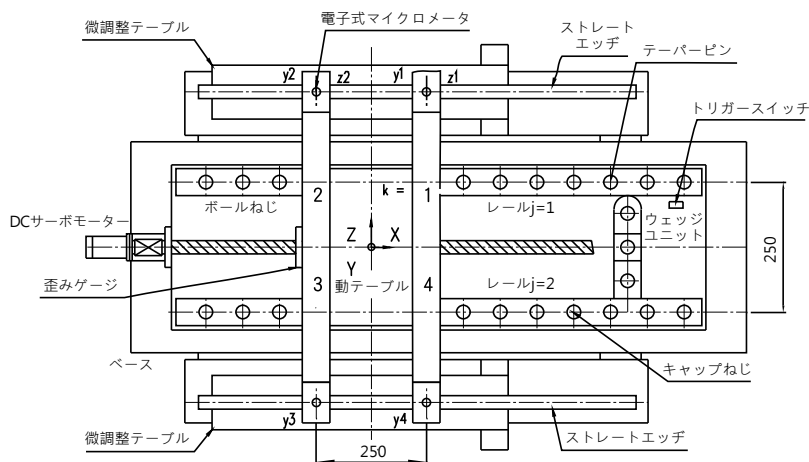 電子式マイクロメータ
微調整テーブル
ストレート
エッヂ
テーパーピン
y2
z2
y1
z1
トリガースイッチ
2
k =
1
ボールねじ
レールj=1
DCサーボモーター
Z
X
ウェッジ
ユニット
250
Y
歪みゲージ
3
動テーブル
4
レールj=2
ベース
キャップねじ
y3
y4
微調整テーブル
250
ストレートエッヂ